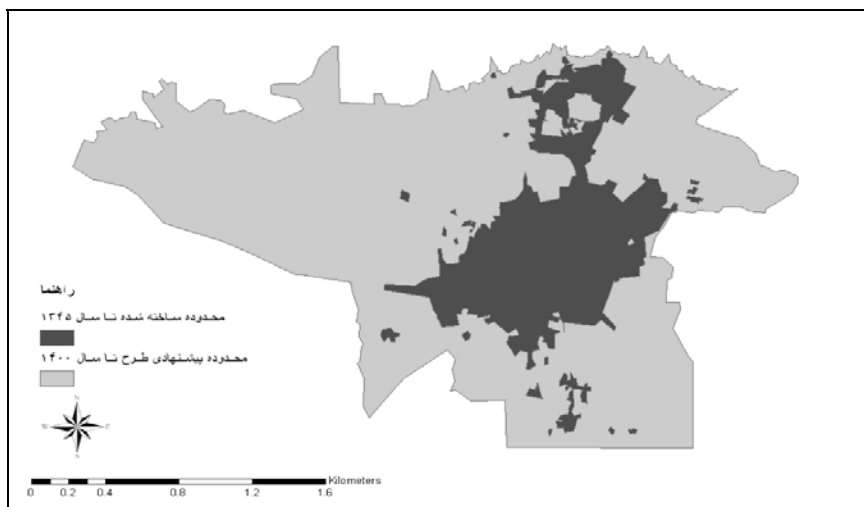 راهنما
محدوده ساخته شده تا سال ۱۳۴۵
محدوده پیشنهادی طرح تا سال ۱۴۰۰
N
W E
S
Kilometers
0 0.2 0.4 0.8 1.2 1.6